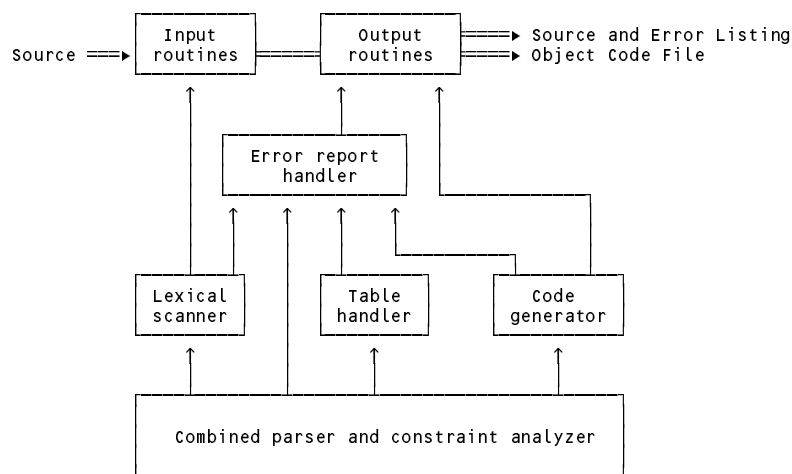 Input
routines
Output
routines
Source
Source and Error Listing
Object Code File
Error report
handler
Lexical
scanner
Table
handler
Code
generator
Combined parser and constraint analyzer